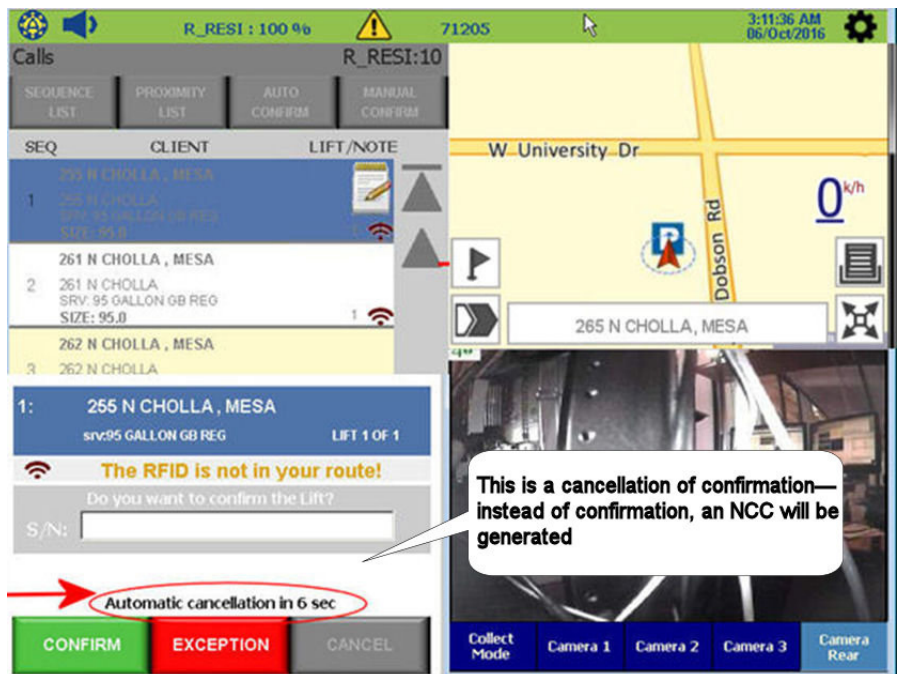 R_RESI : 100 %
71205
3:11:36 AM
06/Oct/2016
Calls
R_RESI:10
SEQUENCE LIST
PROXIMITY LIST
AUTO CONFIRM
MANUAL CONFIRM
SEQ CLIENT LIFT/NOTE
255 N CHOLLA , MESA
1 255 N CHOLLA
SRV: 95 GALLON GB REG
SIZE: 95.0 1
261 N CHOLLA , MESA
2 261 N CHOLLA
SRV: 95 GALLON GB REG
SIZE: 95.0 1
262 N CHOLLA , MESA
3 262 N CHOLLA
1: 255 N CHOLLA , MESA
srv:95 GALLON GB REG LIFT 1 OF 1
The RFID is not in your route!
Do you want to confirm the Lift?
S/N:
Automatic cancellation in 6 sec
CONFIRM
EXCEPTION
CANCEL
W University Dr
Dobson Rd
P
0 k/h
265 N CHOLLA, MESA
This is a cancellation of confirmation—
instead of confirmation, an NCC will be
generated
Collect Mode
Camera 1
Camera 2
Camera 3
Camera Rear